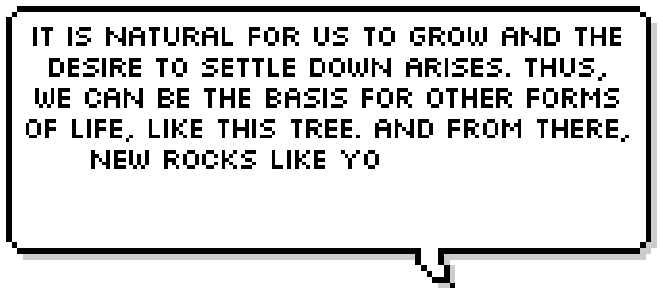 IT IS NATURAL FOR US TO GROW AND THE
DESIRE TO SETTLE DOWN ARISES. THUS,
WE CAN BE THE BASIS FOR OTHER FORMS
OF LIFE, LIKE THIS TREE. AND FROM THERE,
NEW ROCKS LIKE YO